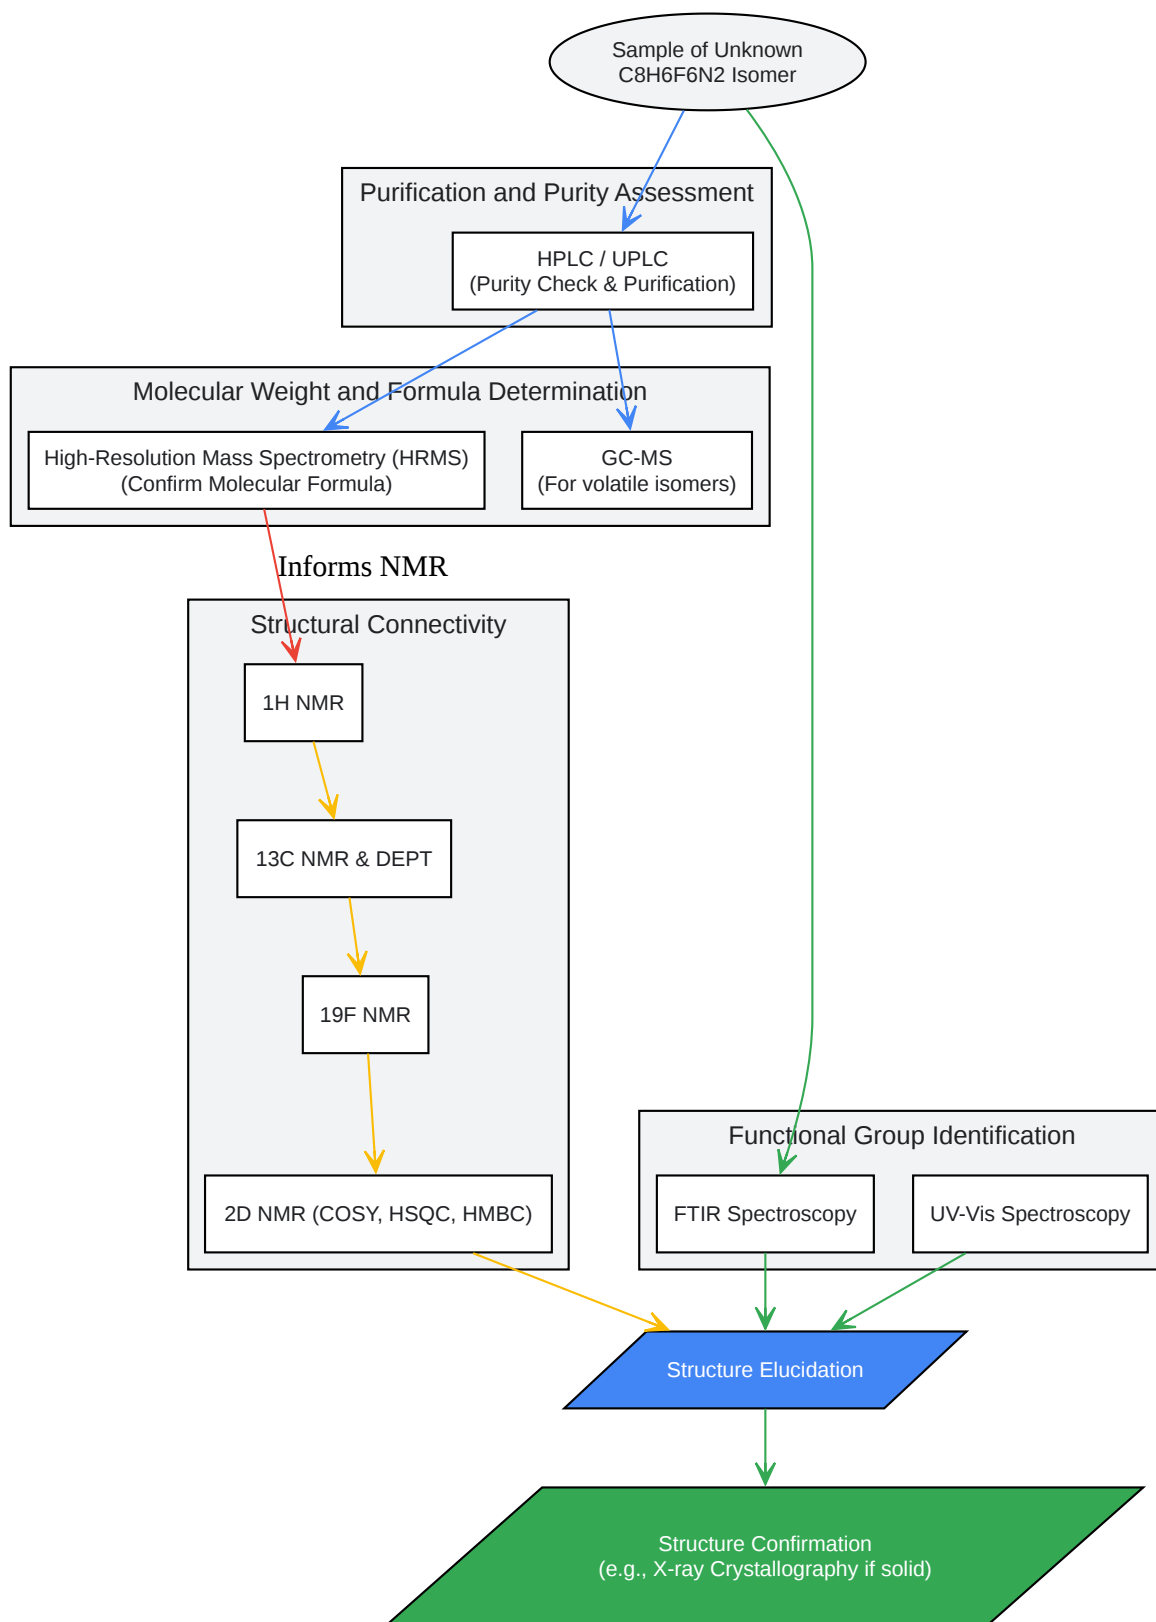 Sample of Unknown
C8H6F6N2 Isomer
Purification and Purity Assessment
HPLC / UPLC
(Purity Check & Purification)
Molecular Weight and Formula Determination
High-Resolution Mass Spectrometry (HRMS)
(Confirm Molecular Formula)
GC-MS
(For volatile isomers)
Informs NMR
Structural Connectivity
1H NMR
13C NMR & DEPT
19F NMR
2D NMR (COSY, HSQC, HMBC)
Functional Group Identification
FTIR Spectroscopy
UV-Vis Spectroscopy
Structure Elucidation
Structure Confirmation
(e.g., X-ray Crystallography if solid)